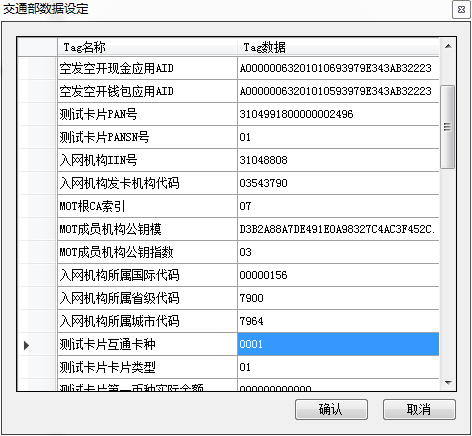 交通部数据设定
Tag名称 Tag数据
空发空开现金应用AID A00000063201010693979E343AB32223
空发空开钱包应用AID A00000063201010593979E343AB32223
测试卡片PAN号 3104991800000002496
测试卡片PANSN号 01
入网机构IIN号 31048808
入网机构发卡机构代码 03543790
MOT根CA索引 07
MOT成员机构公钥模 D3B2A88A7DE491E0A98327C4AC3F452C.
MOT成员机构公钥指数 03
入网机构所属国际代码 00000156
入网机构所属省级代码 7900
入网机构所属城市代码 7964
测试卡片互通卡种 0001
测试卡片卡片类型 01
测试卡片第一币种实际余额 000000000000
确认 取消